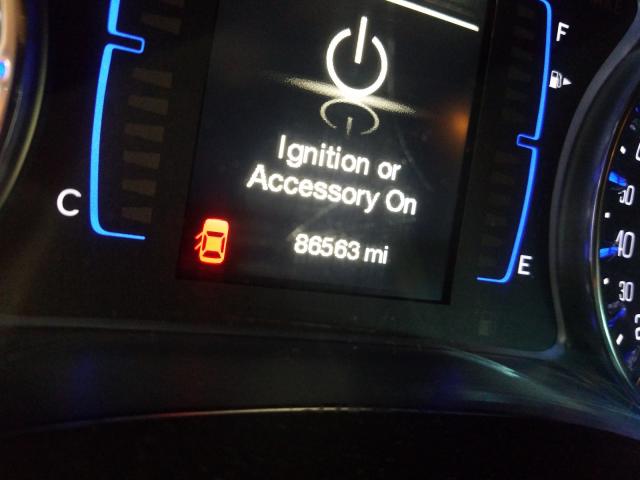 F
Ignition or
Accessory On
C
86563 mi
E
40
30